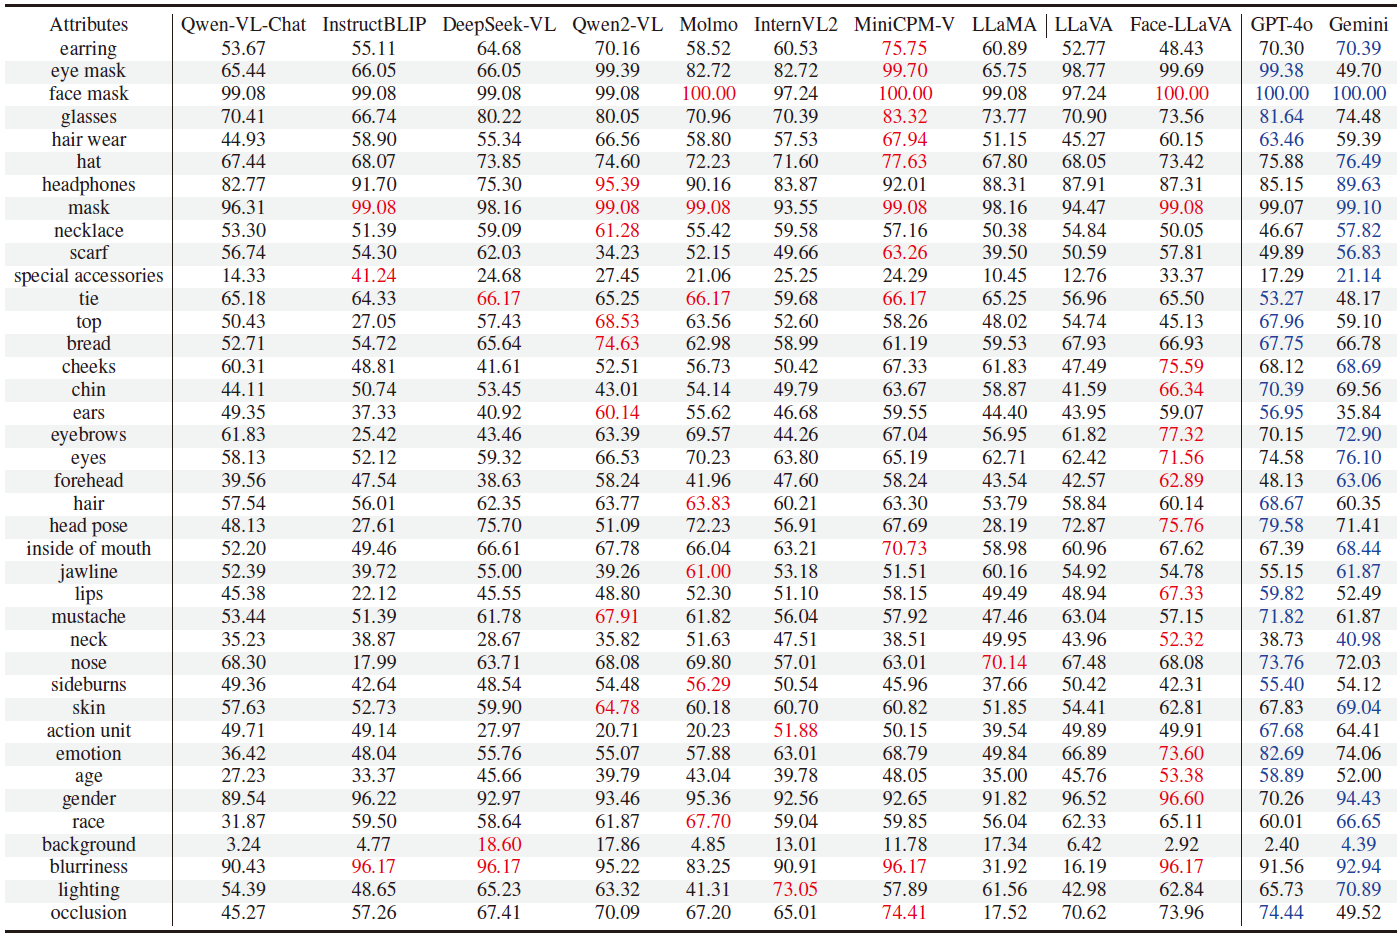 Attributes Qwen-VL-Chat InstructBLIP DeepSeek-VL Qwen2-VL Molmo InternVL2 MiniCPM-V LLaMA LLaVA Face-LLaVA GPT-4o Gemini
earring 53.67 55.11 64.68 70.16 58.52 60.53 75.75 60.89 52.77 48.43 70.30 70.39
eye mask 65.44 66.05 66.05 99.39 82.72 82.72 99.70 65.75 98.77 99.69 99.38 49.70
face mask 99.08 99.08 99.08 99.08 100.00 97.24 100.00 99.08 97.24 100.00 100.00 100.00
glasses 70.41 66.74 80.22 80.05 70.96 70.39 83.32 73.77 70.90 73.56 81.64 74.48
hair wear 44.93 58.90 55.34 66.56 58.80 57.53 67.94 51.15 45.27 60.15 63.46 59.39
hat 67.44 68.07 73.85 74.60 72.23 71.60 77.63 67.80 68.05 73.42 75.88 76.49
headphones 82.77 91.70 75.30 95.39 90.16 83.87 92.01 88.31 87.91 87.31 85.15 89.63
mask 96.31 99.08 98.16 99.08 99.08 93.55 99.08 98.16 94.47 99.08 99.07 99.10
necklace 53.30 51.39 59.09 61.28 55.42 59.58 57.16 50.38 54.84 50.05 46.67 57.82
scarf 56.74 54.30 62.03 34.23 52.15 49.66 63.26 39.50 50.59 57.81 49.89 56.83
special accessories 14.33 41.24 24.68 27.45 21.06 25.25 24.29 10.45 12.76 33.37 17.29 21.14
tie 65.18 64.33 66.17 65.25 66.17 59.68 66.17 65.25 56.96 65.50 53.27 48.17
top 50.43 27.05 57.43 68.53 63.56 52.60 58.26 48.02 54.74 45.13 67.96 59.10
bread 52.71 54.72 65.64 74.63 62.98 58.99 61.19 59.53 67.93 66.93 67.75 66.78
cheeks 60.31 48.81 41.61 52.51 56.73 50.42 67.33 61.83 47.49 75.59 68.12 68.69
chin 44.11 50.74 53.45 43.01 54.14 49.79 63.67 58.87 41.59 66.34 70.39 69.56
ears 49.35 37.33 40.92 60.14 55.62 46.68 59.55 44.40 43.95 59.07 56.95 35.84
eyebrows 61.83 25.42 43.46 63.39 69.57 44.26 67.04 56.95 61.82 77.32 70.15 72.90
eyes 58.13 52.12 59.32 66.53 70.23 63.80 65.19 62.71 62.42 71.56 74.58 76.10
forehead 39.56 47.54 38.63 58.24 41.96 47.60 58.24 43.54 42.57 62.89 48.13 63.06
hair 57.54 56.01 62.35 63.77 63.83 60.21 63.30 53.79 58.84 60.14 68.67 60.35
head pose 48.13 27.61 75.70 51.09 72.23 56.91 67.69 28.19 72.87 75.76 79.58 71.41
inside of mouth 52.20 49.46 66.61 67.78 66.04 63.21 70.73 58.98 60.96 67.62 67.39 68.44
jawline 52.39 39.72 55.00 39.26 61.00 53.18 51.51 60.16 54.92 54.78 55.15 61.87
lips 45.38 22.12 45.55 48.80 52.30 51.10 58.15 49.49 48.94 67.33 59.82 52.49
mustache 53.44 51.39 61.78 67.91 61.82 56.04 57.92 47.46 63.04 57.15 71.82 61.87
neck 35.23 38.87 28.67 35.82 51.63 47.51 38.51 49.95 43.96 52.32 38.73 40.98
nose 68.30 17.99 63.71 68.08 69.80 57.01 63.01 70.14 67.48 68.08 73.76 72.03
sideburns 49.36 42.64 48.54 54.48 56.29 50.54 45.96 37.66 50.42 42.31 55.40 54.12
skin 57.63 52.73 59.90 64.78 60.18 60.70 60.82 51.85 54.41 62.81 67.83 69.04
action unit 49.71 49.14 27.97 20.71 20.23 51.88 50.15 39.54 49.89 49.91 67.68 64.41
emotion 36.42 48.04 55.76 55.07 57.88 63.01 68.79 49.84 66.89 73.60 82.69 74.06
age 27.23 33.37 45.66 39.79 43.04 39.78 48.05 35.00 45.76 53.38 58.89 52.00
gender 89.54 96.22 92.97 93.46 95.36 92.56 92.65 91.82 96.52 96.60 70.26 94.43
race 31.87 59.50 58.64 61.87 67.70 59.04 59.85 56.04 62.33 65.11 60.01 66.65
background 3.24 4.77 18.60 17.86 4.85 13.01 11.78 17.34 6.42 2.92 2.40 4.39
blurriness 90.43 96.17 96.17 95.22 83.25 90.91 96.17 31.92 16.19 96.17 91.56 92.94
lighting 54.39 48.65 65.23 63.32 41.31 73.05 57.89 61.56 42.98 62.84 65.73 70.89
occlusion 45.27 57.26 67.41 70.09 67.20 65.01 74.41 17.52 70.62 73.96 74.44 49.52